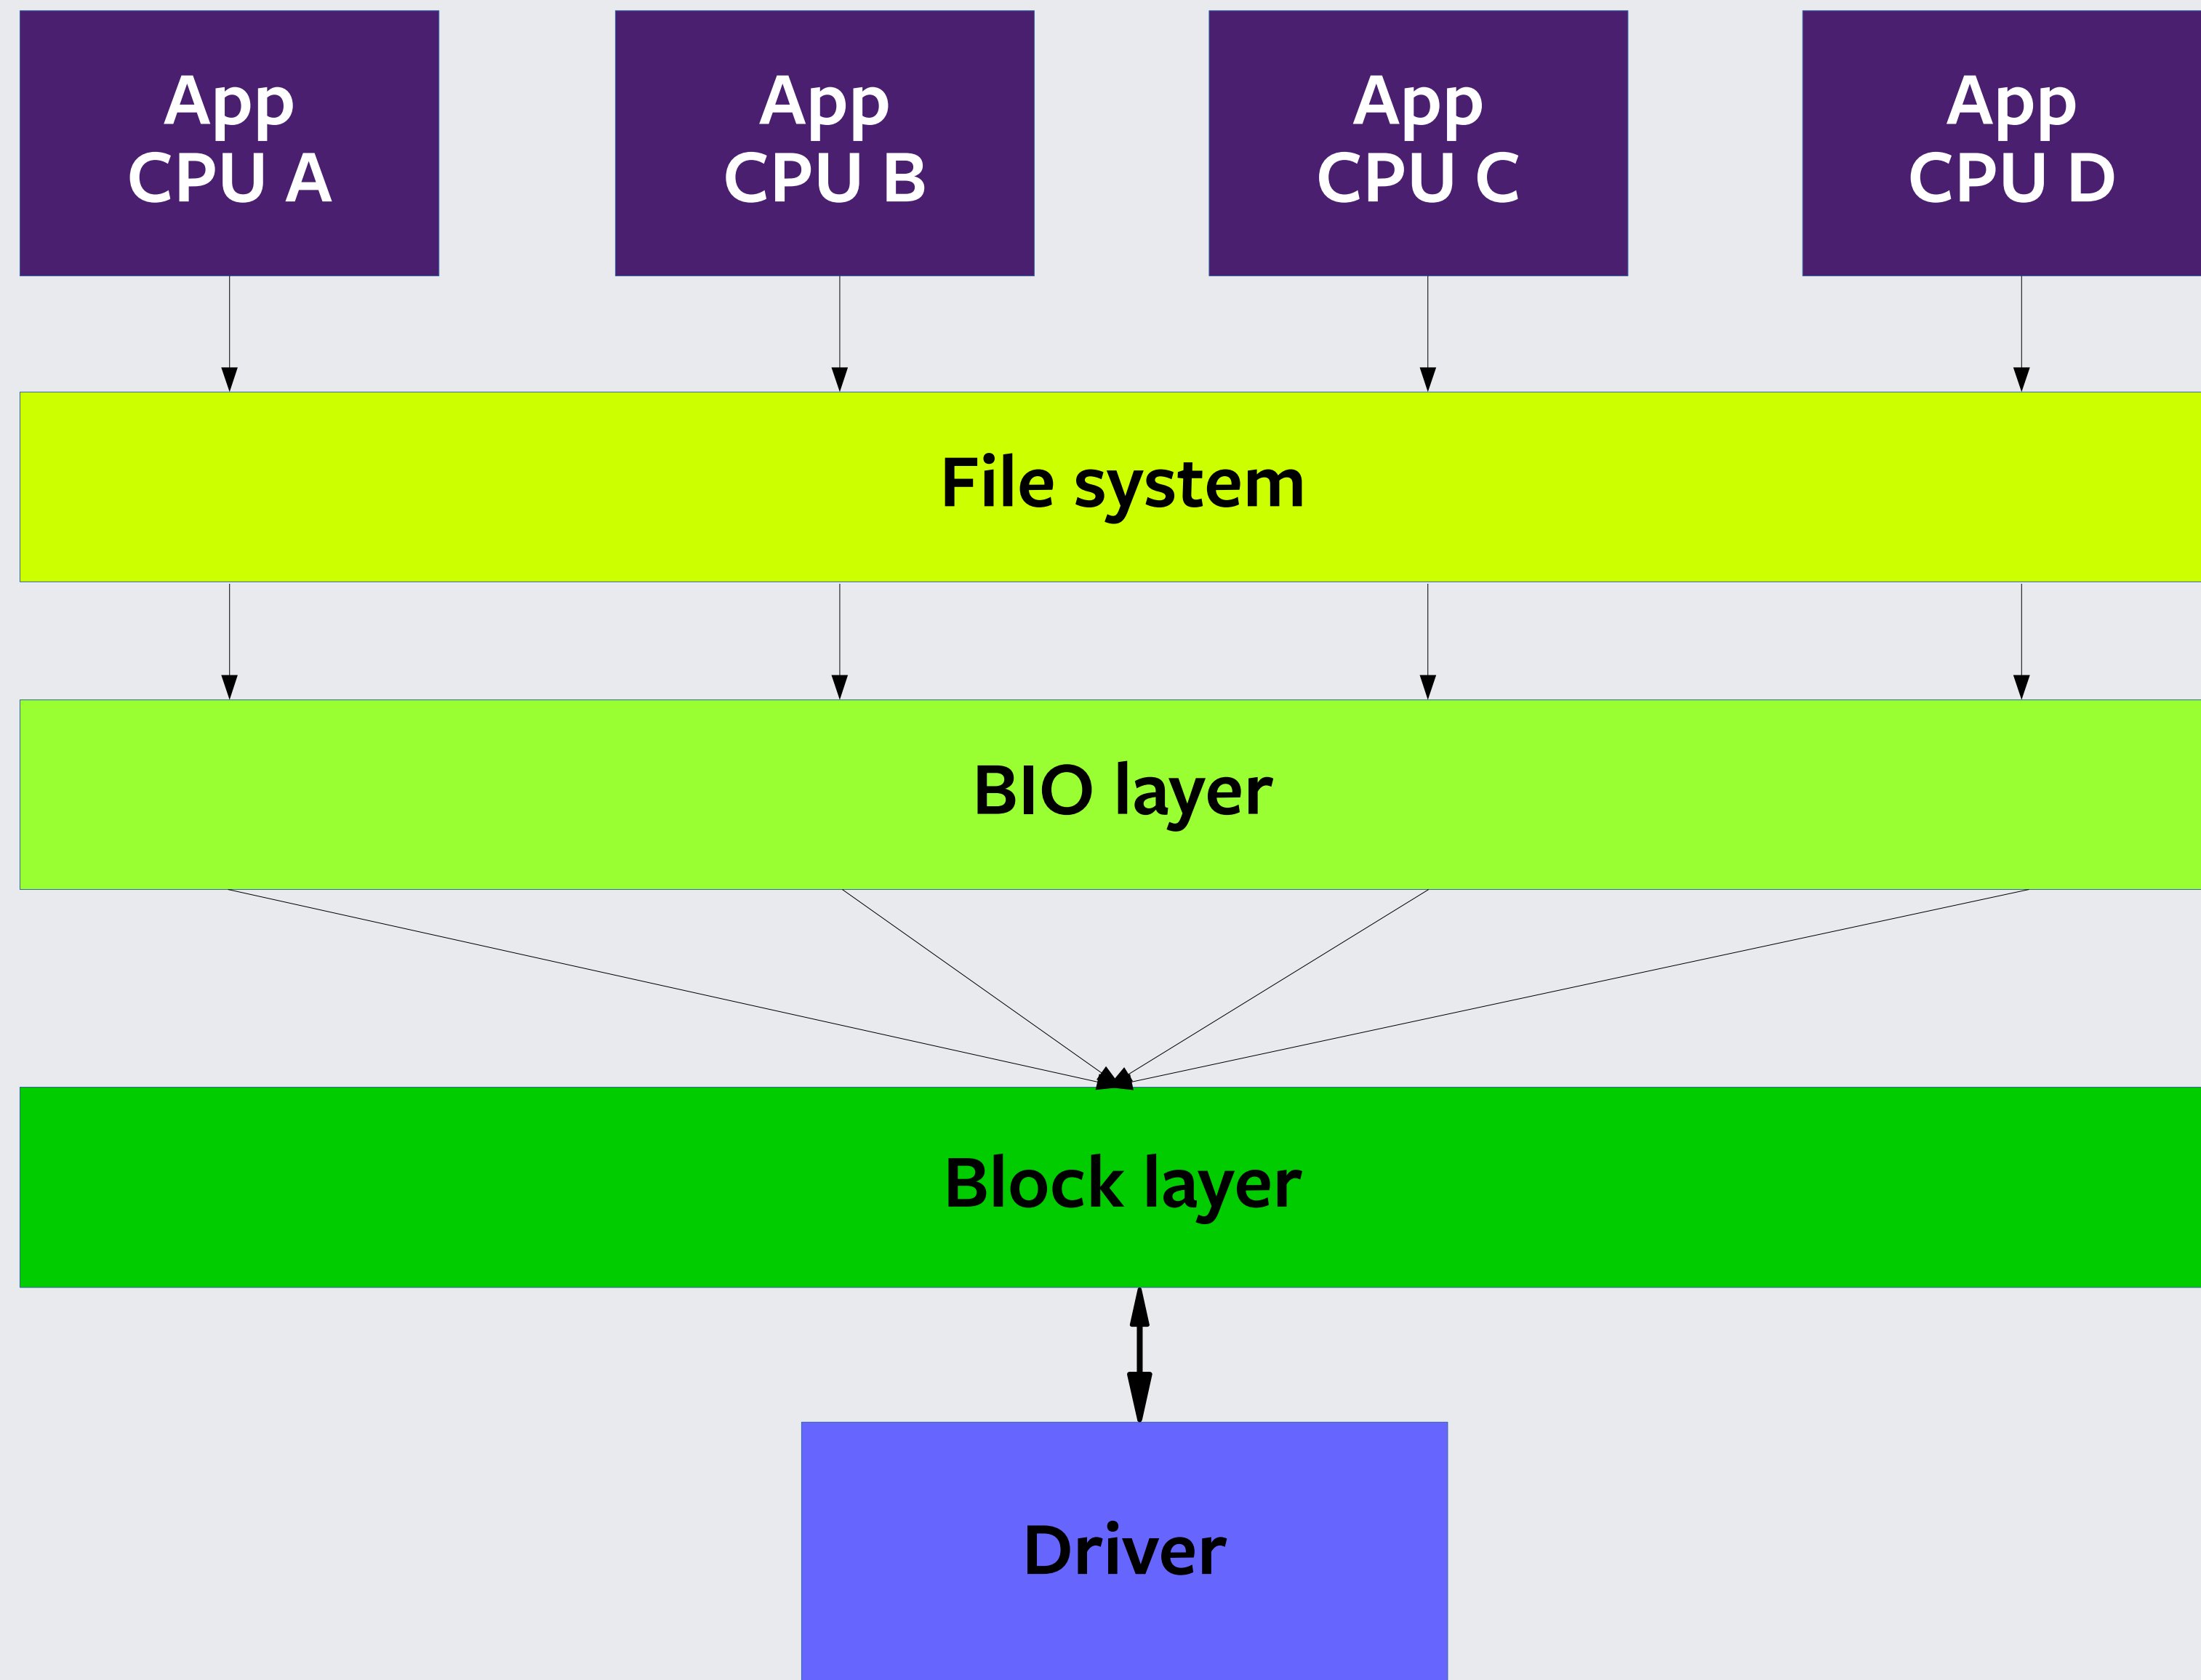 App
CPU A
App
CPU B
App
CPU C
App
CPU D
File system
BIO layer
Block layer
Driver